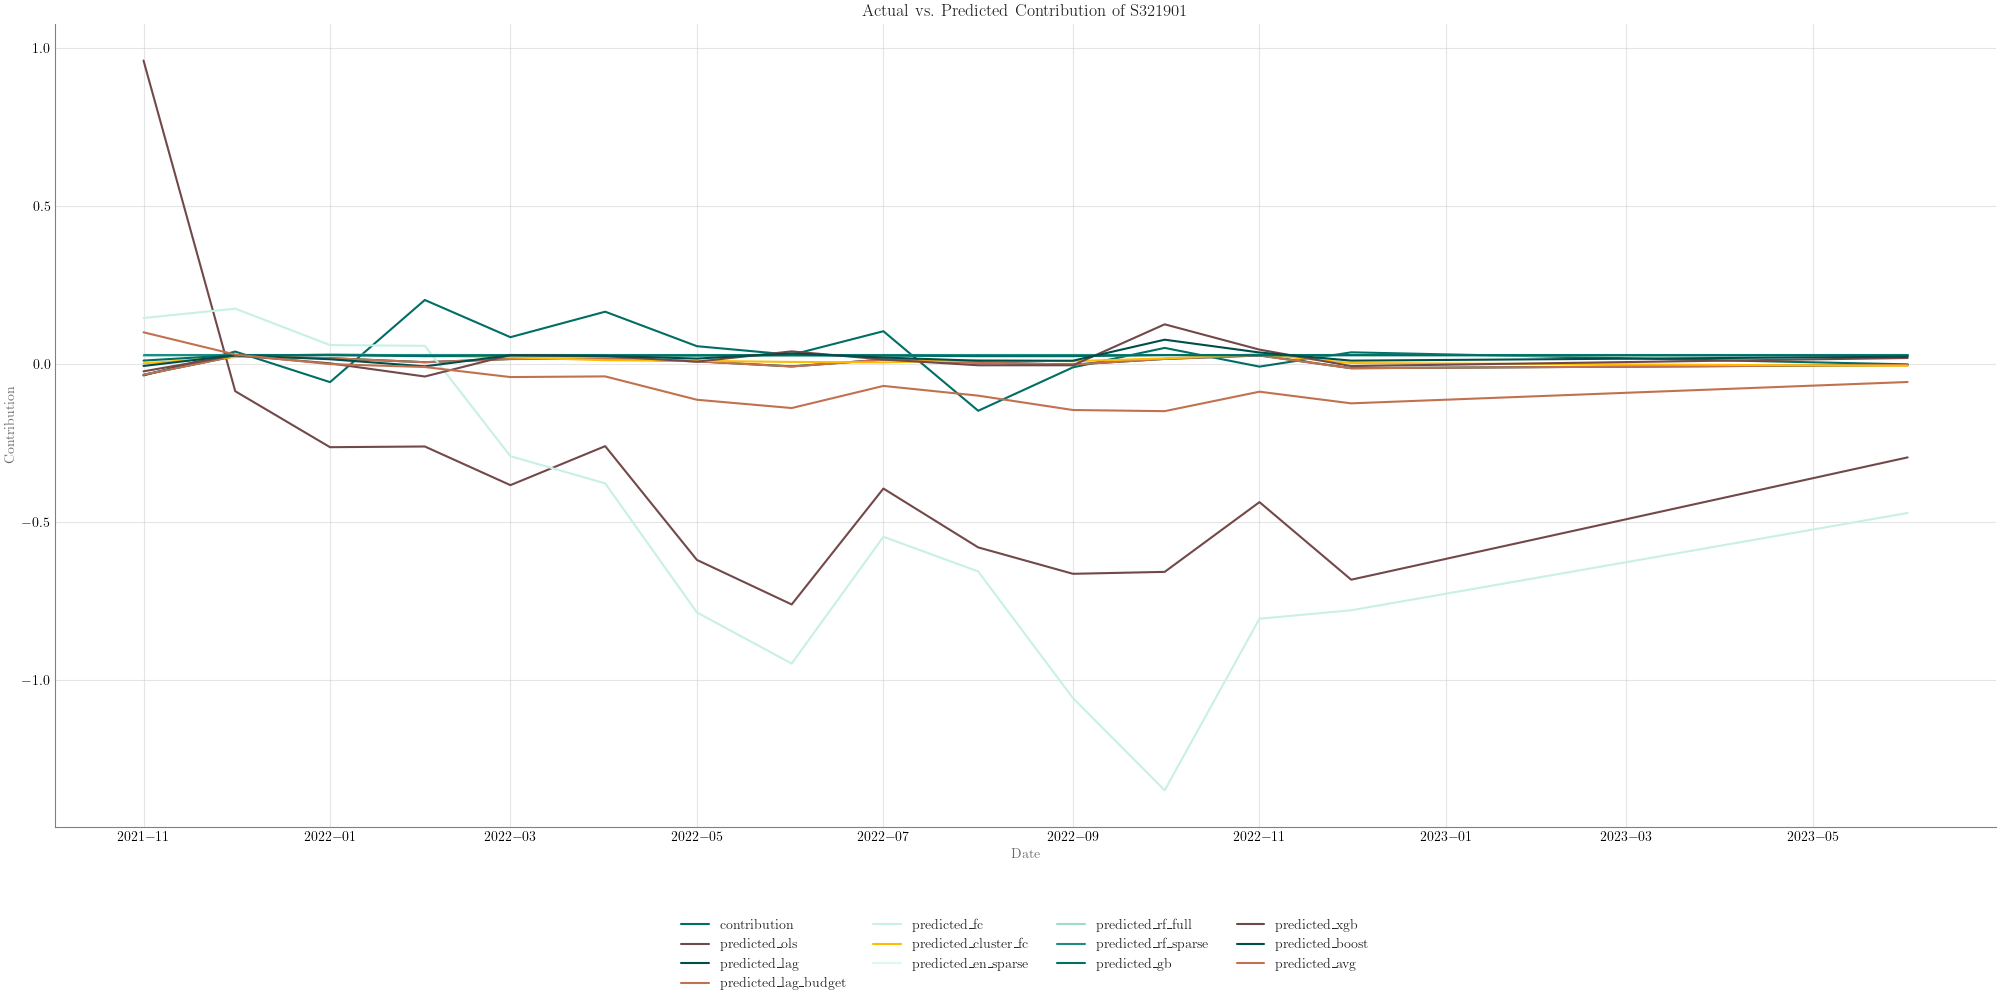 Actual vs. Predicted Contribution of S321901
1.0
0.5
0.0
−0.5
−1.0
Contribution
2021−11 2022−01 2022−03 2022−05 2022−07 2022−09 2022−11 2023−01 2023−03 2023−05
Date
contribution predicted_fc predicted_rf_full predicted_xgb
predicted_ols predicted_cluster_fc predicted_rf_sparse predicted_boost
predicted_lag predicted_en_sparse predicted_gb predicted_avg
predicted_lag_budget